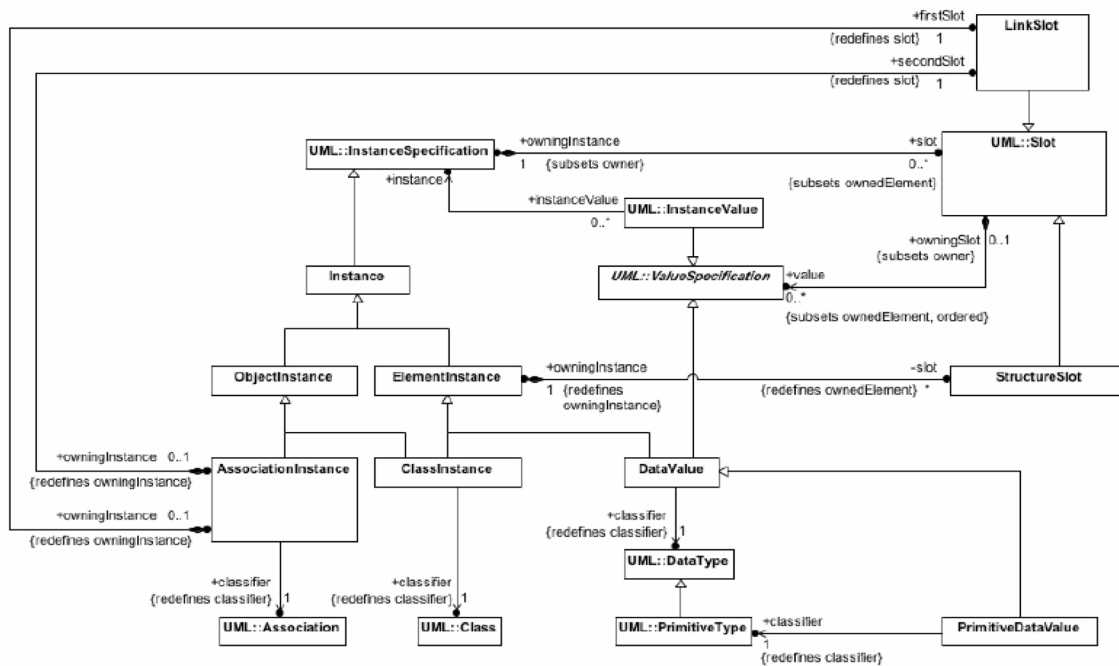 +firstSlot
{redefines slot} 1
LinkSlot
+secondSlot
{redefines slot} 1
UML::InstanceSpecification
+owningInstance
1 {subsets owner}
+slot
0..*
{subsets ownedElement}
UML::Slot
+instance
+instanceValue
0..*
UML::InstanceValue
+owningSlot 0..1
{subsets owner}
Instance
UML::ValueSpecification
+value
0..*
{subsets ownedElement, ordered}
ObjectInstance
ElementInstance
+owningInstance
1 {redefines
owningInstance}
-slot
{redefines ownedElement} *
StructureSlot
+owningInstance 0..1
{redefines owningInstance}
AssociationInstance
ClassInstance
DataValue
+owningInstance 0..1
{redefines owningInstance}
+classifier
{redefines classifier} 1
UML::DataType
+classifier
{redefines classifier} 1
+classifier
{redefines classifier} 1
UML::Association
UML::Class
UML::PrimitiveType
+classifier
1
{redefines classifier}
PrimitiveDataValue